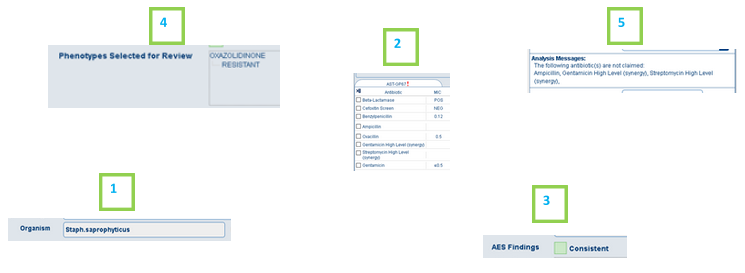 4
Phenotypes Selected for Review
OXAZOLIDINONE
RESISTANT
2
Antibiotic MIC
Beta-Lactamase POS
Cefoxitin Screen NEG
Benzylpenicillin 0.12
Ampicillin
Oxacillin 0.5
Gentamicin High Level (synergy)
Streptomycin High Level
(synergy)
Gentamicin ≤0.5
5
Analysis Messages:
The following antibiotic(s) are not claimed:
Ampicillin, Gentamicin High Level (synergy), Streptomycin High Level
(synergy),
1
Organism Staph.saprophyticus
3
AES Findings Consistent